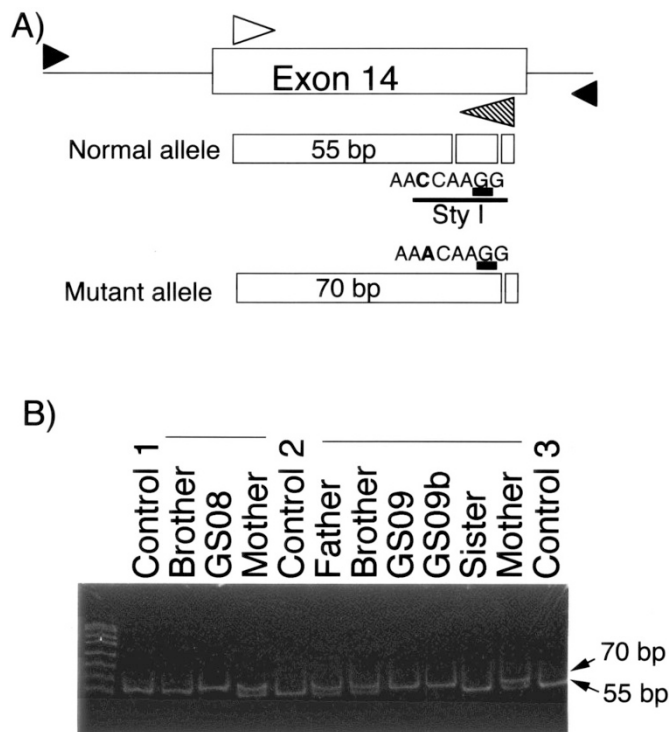 A)
Exon 14
Normal allele
55 bp
AACCAAGG
Sty I
AAACAAGG
Mutant allele
70 bp
B)
Control 1
Brother
GS08
Mother
Control 2
Father
Brother
GS09
GS09b
Sister
Mother
Control 3
70 bp
55 bp